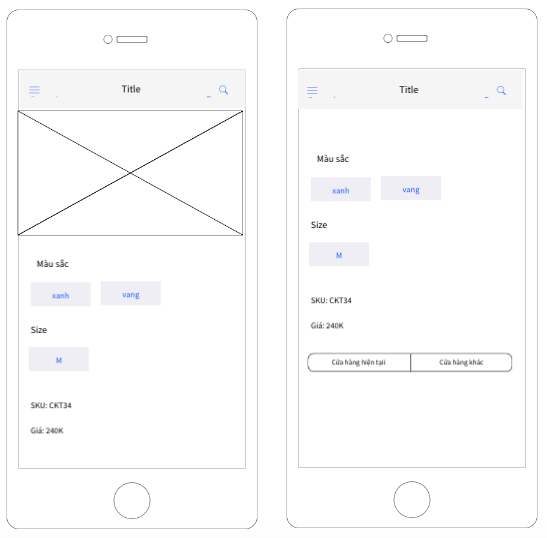 Title
Màu sắc
xanh
vang
Size
M
SKU: CKT34
Giá: 240K
Title
Màu sắc
xanh
vang
Size
M
SKU: CKT34
Giá: 240K
Cửa hàng hiện tạii
Cửa hàng khác